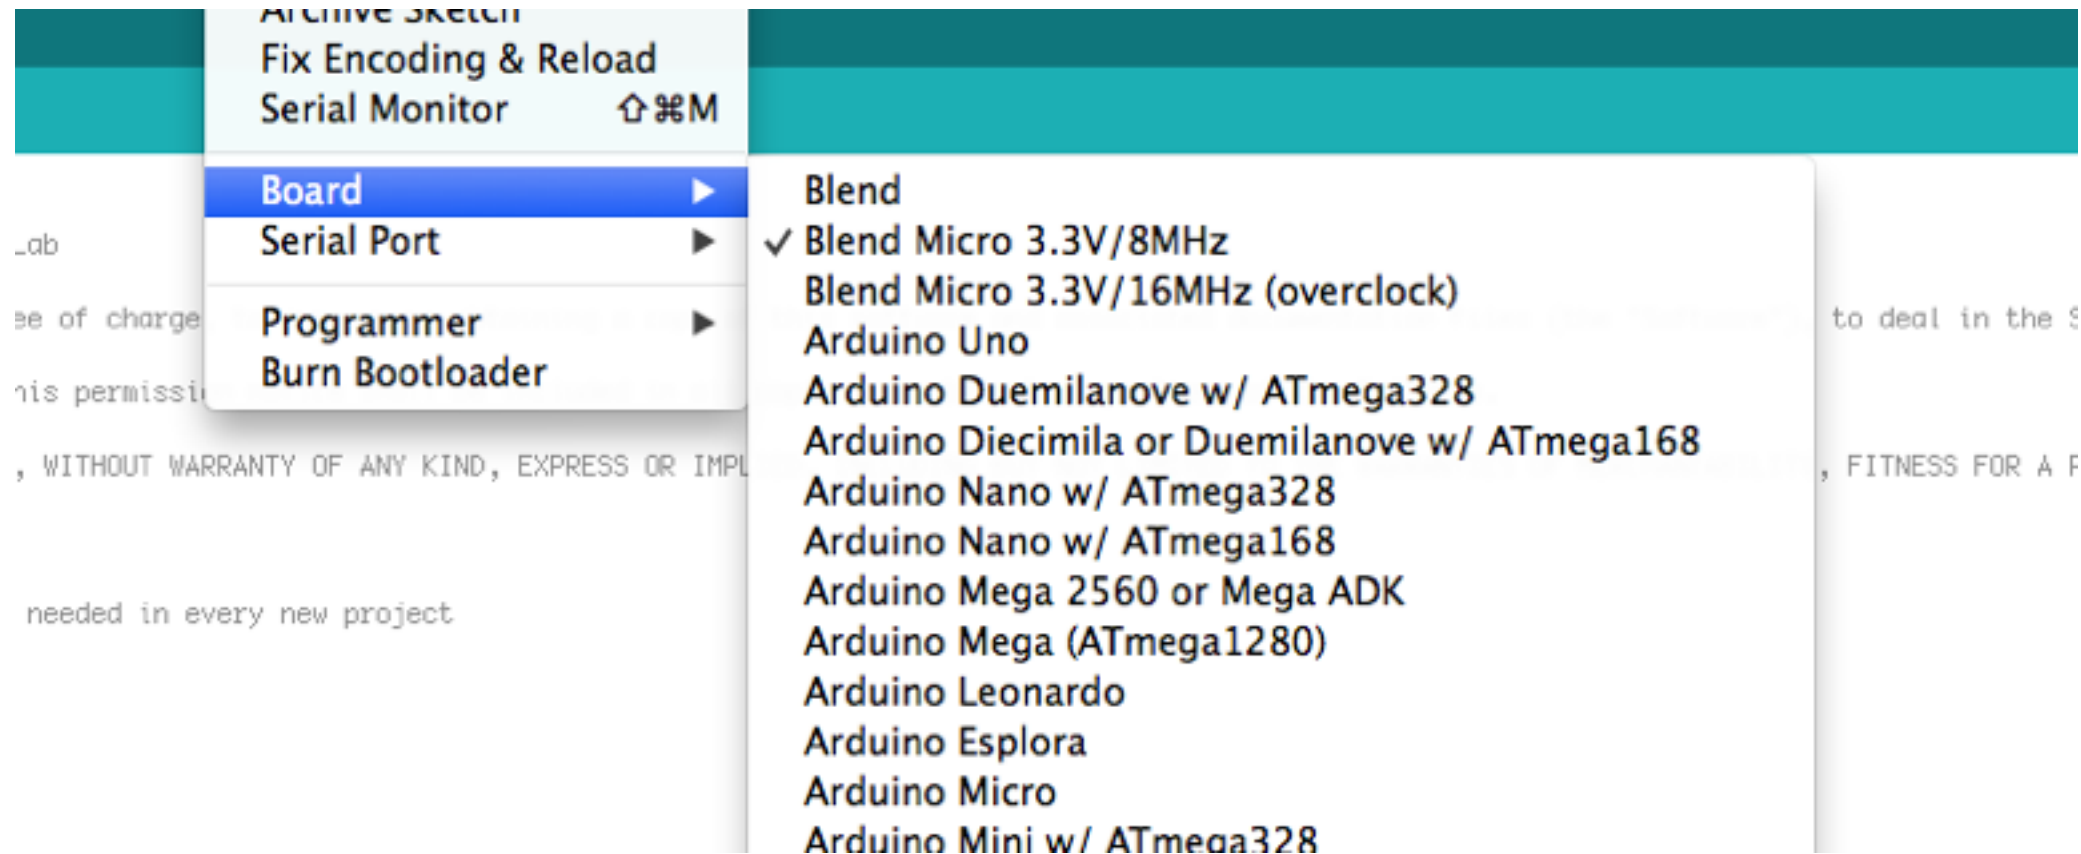 Archive Sketch
Fix Encoding & Reload
Serial Monitor ⇧⌘M
Board ▶
Serial Port ▶
Programmer ▶
Burn Bootloader
Blend
✓ Blend Micro 3.3V/8MHz
Blend Micro 3.3V/16MHz (overclock)
Arduino Uno
Arduino Duemilanove w/ ATmega328
Arduino Diecimila or Duemilanove w/ ATmega168
Arduino Nano w/ ATmega328
Arduino Nano w/ ATmega168
Arduino Mega 2560 or Mega ADK
Arduino Mega (ATmega1280)
Arduino Leonardo
Arduino Esplora
Arduino Micro
Arduino Mini w/ ATmega328
Lab
ee of charge to deal in the S
his permissi
, WITHOUT WARRANTY OF ANY KIND, EXPRESS OR IMPL , FITNESS FOR A P
needed in every new project